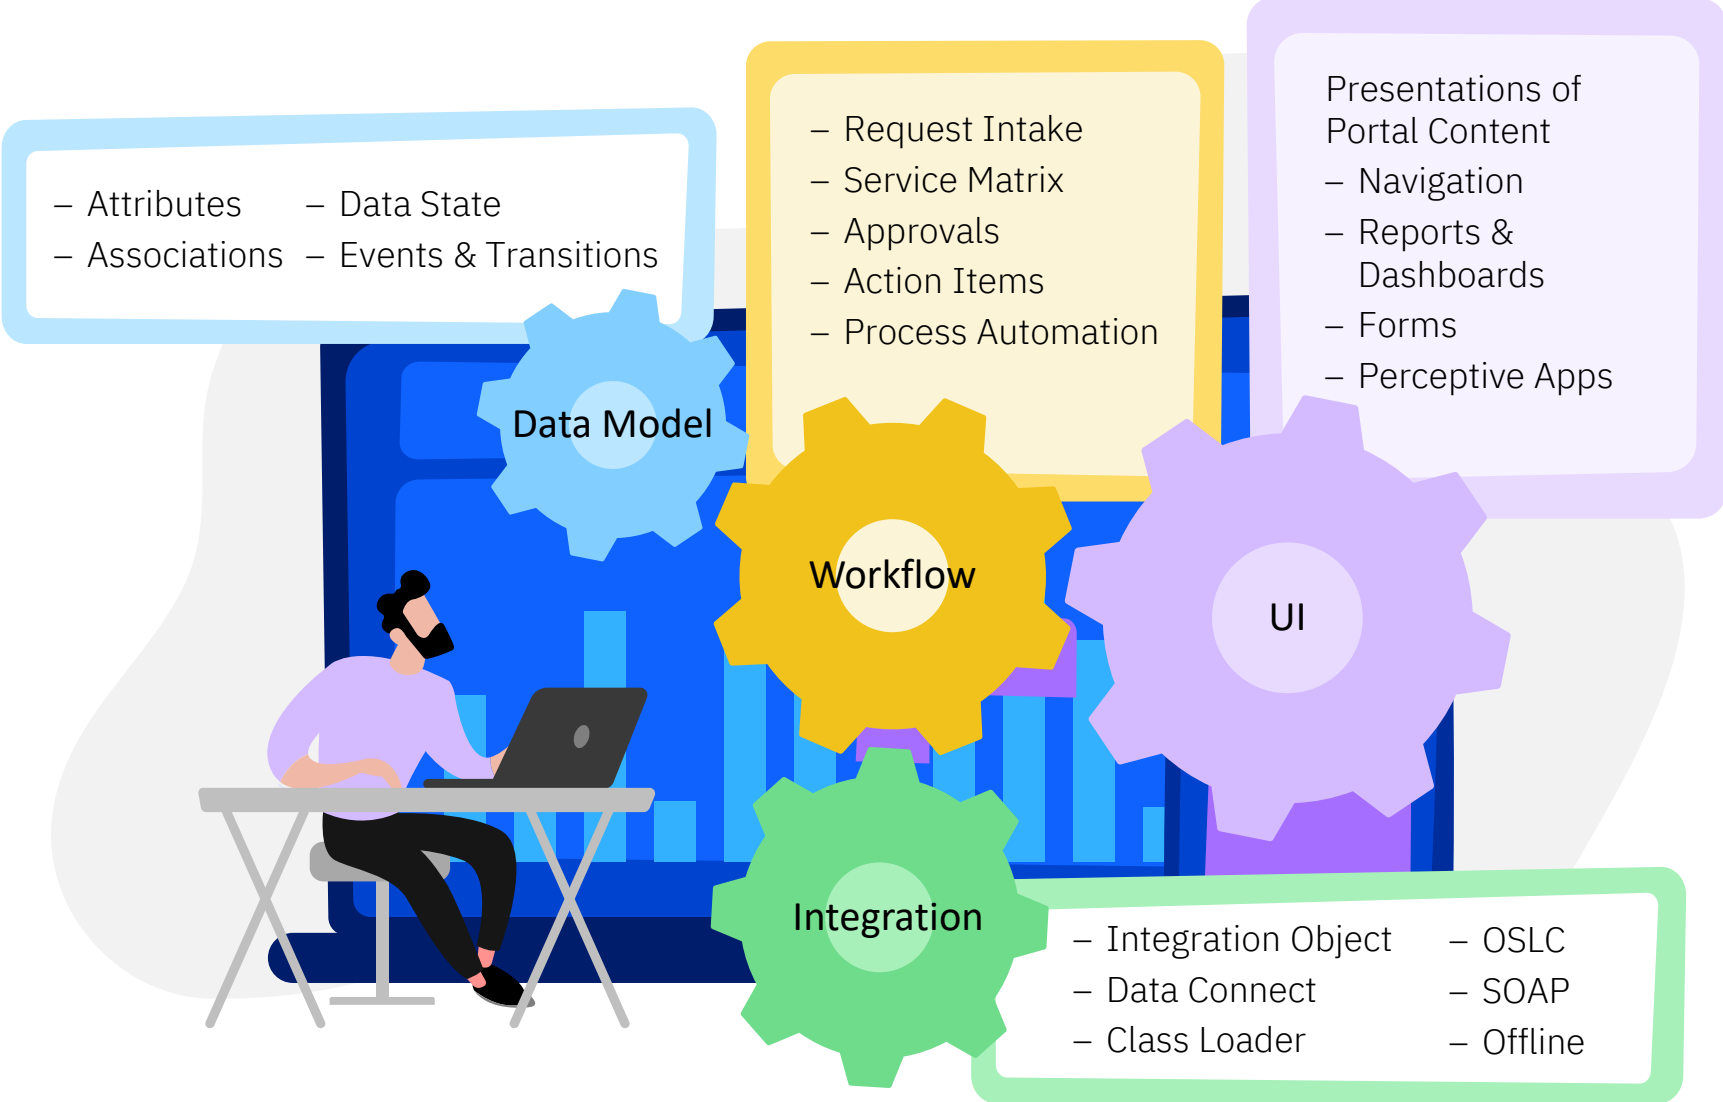 – Attributes
– Associations
– Data State
– Events & Transitions
Data Model
– Request Intake
– Service Matrix
– Approvals
– Action Items
– Process Automation
Workflow
Presentations of
Portal Content
– Navigation
– Reports &
Dashboards
– Forms
– Perceptive Apps
UI
Integration
– Integration Object
– Data Connect
– Class Loader
– OSLC
– SOAP
– Offline